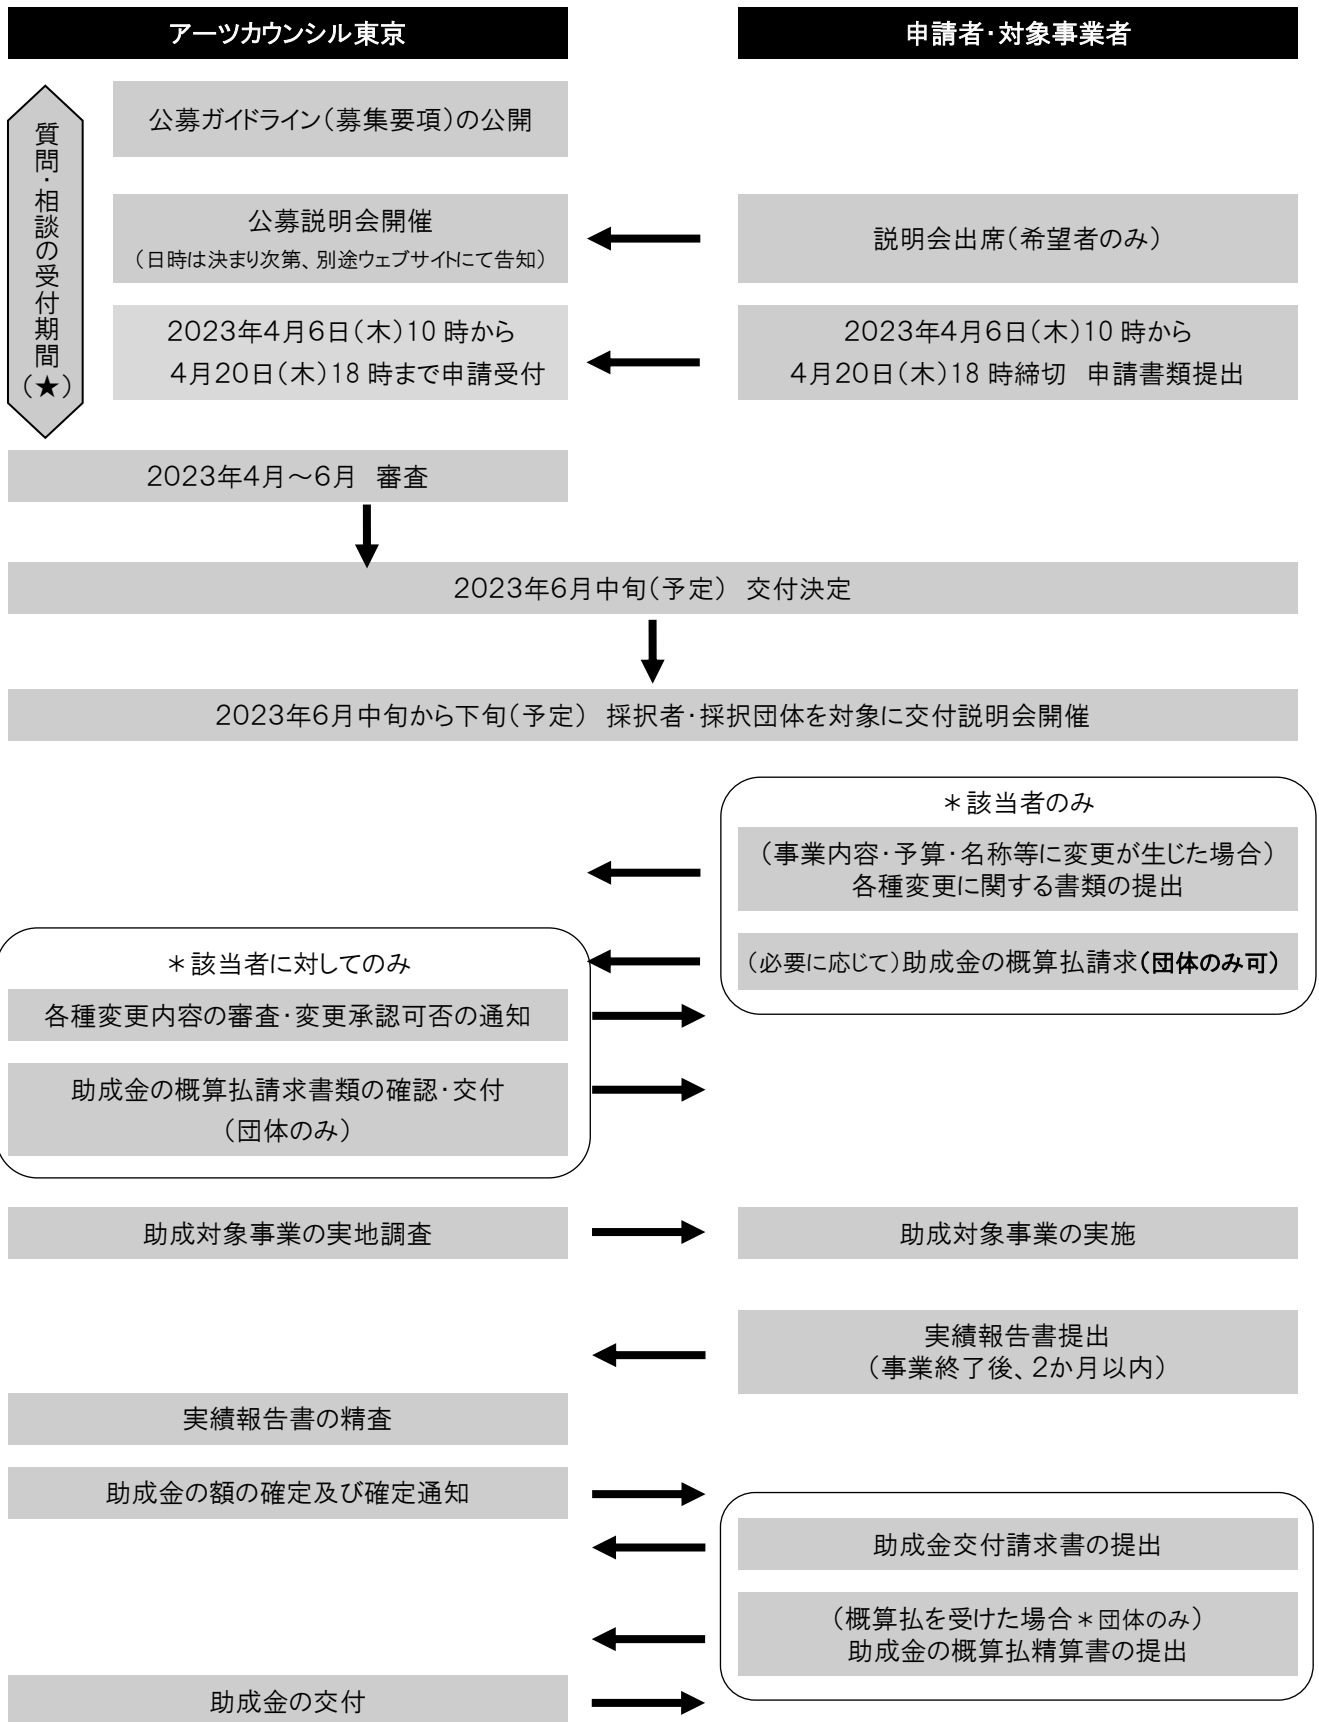 アーツカウンシル東京
申請者・対象事業者
質問・相談の受付期間(★)
公募ガイドライン(募集要項)の公開
公募説明会開催
(日時は決まり次第、別途ウェブサイトにて告知)
説明会出席(希望者のみ)
2023年4月6日(木)10 時から
4月20日(木)18 時まで申請受付
2023年4月6日(木)10 時から
4月20日(木)18 時締切 申請書類提出
2023年4月~6月 審査
2023年6月中旬(予定) 交付決定
2023年6月中旬から下旬(予定) 採択者・採択団体を対象に交付説明会開催
*該当者のみ
(事業内容・予算・名称等に変更が生じた場合)
各種変更に関する書類の提出
(必要に応じて)助成金の概算払請求(団体のみ可)
*該当者に対してのみ
各種変更内容の審査・変更承認可否の通知
助成金の概算払請求書類の確認・交付
(団体のみ)
助成対象事業の実地調査
助成対象事業の実施
実績報告書提出
(事業終了後、2か月以内)
実績報告書の精査
助成金の額の確定及び確定通知
助成金交付請求書の提出
(概算払を受けた場合*団体のみ)
助成金の概算払精算書の提出
助成金の交付